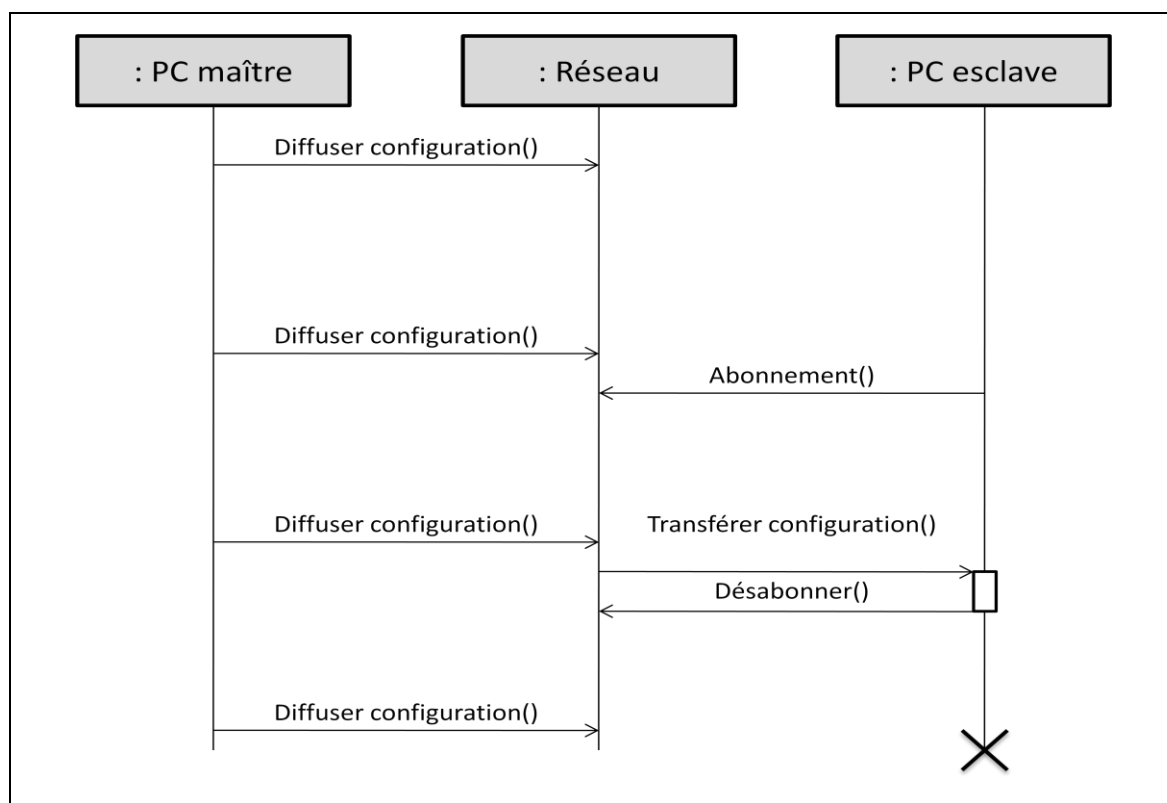 : PC maître
: Réseau
: PC esclave
Diffuser configuration()
Diffuser configuration()
Abonnement()
Diffuser configuration()
Transférer configuration()
Désabonner()
Diffuser configuration()